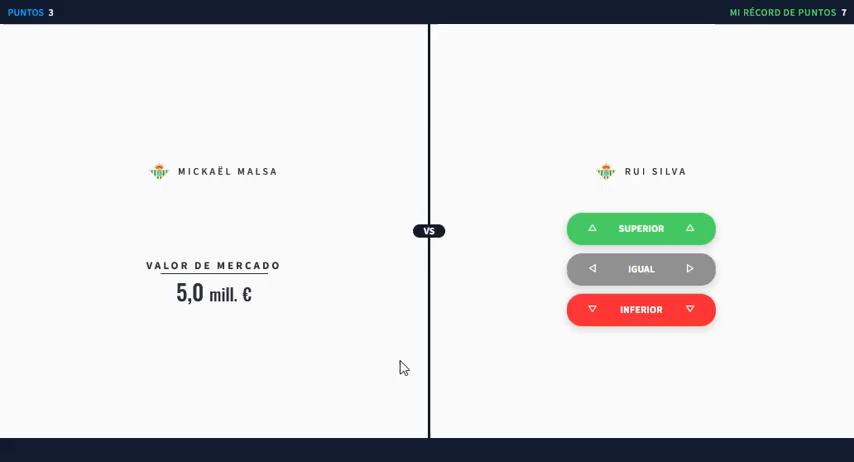 PUNTOS 3
MI RÉCORD DE PUNTOS 7
MICKAËL MALSA
VALOR DE MERCADO
5,0 mill. €
VS
RUI SILVA
SUPERIOR
IGUAL
INFERIOR